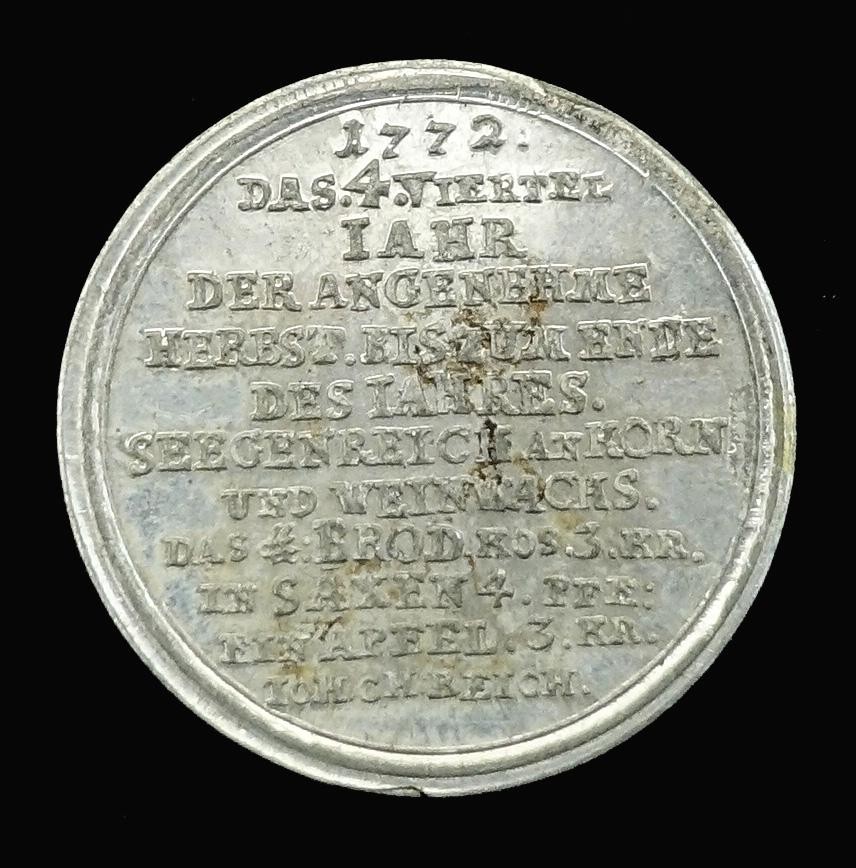 1772:
DAS.4.VIERTEL
IAHR
DER ANGENEHME
HERBST.BIS ZUM ENDE
DES IAHRES.
SEEGENREICH AN KORN
UND WEINWACHS.
DAS ℔:BROD.KOS.3.KR.
IN SAXEN 4.PFE:
EIN APFEL.3.KR.
IOH.CH.REICH.